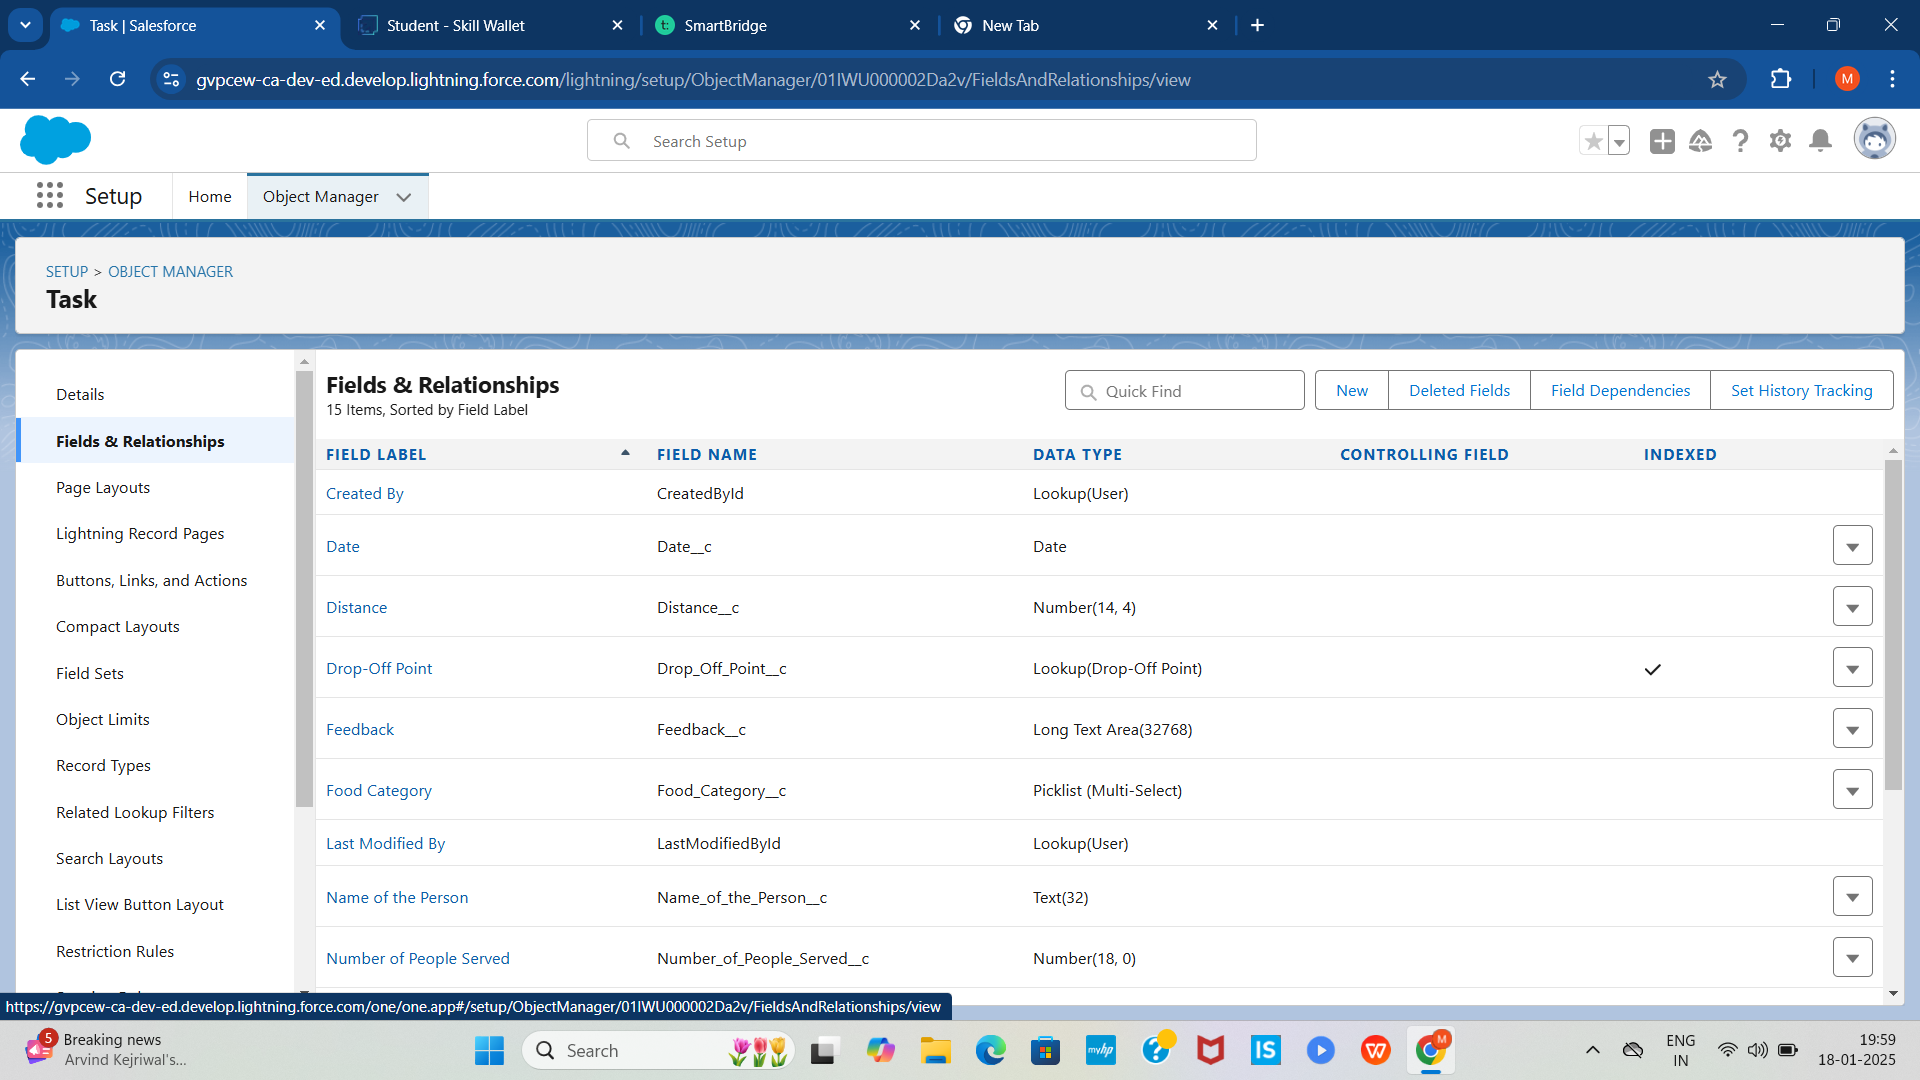 Task | Salesforce
Student - Skill Wallet
SmartBridge
New Tab
gvpcew-ca-dev-ed.develop.lightning.force.com/lightning/setup/ObjectManager/01IWU000002Da2v/FieldsAndRelationships/view
M
Search Setup
Setup
Home
Object Manager
SETUP > OBJECT MANAGER
Task
Details
Fields & Relationships
Page Layouts
Lightning Record Pages
Buttons, Links, and Actions
Compact Layouts
Field Sets
Object Limits
Record Types
Related Lookup Filters
Search Layouts
List View Button Layout
Restriction Rules
Fields & Relationships
15 Items, Sorted by Field Label
Quick Find
New
Deleted Fields
Field Dependencies
Set History Tracking
FIELD LABEL FIELD NAME DATA TYPE CONTROLLING FIELD INDEXED
Created By CreatedById Lookup(User)
Date Date__c Date
Distance Distance__c Number(14, 4)
Drop-Off Point Drop_Off_Point__c Lookup(Drop-Off Point)
Feedback Feedback__c Long Text Area(32768)
Food Category Food_Category__c Picklist (Multi-Select)
Last Modified By LastModifiedById Lookup(User)
Name of the Person Name_of_the_Person__c Text(32)
Number of People Served Number_of_People_Served__c Number(18, 0)
https://gvpcew-ca-dev-ed.develop.lightning.force.com/one/one.app#/setup/ObjectManager/01IWU000002Da2v/FieldsAndRelationships/view
5
Breaking news
Arvind Kejriwal's...
Search
myhp
IS
M
ENG
IN
19:59
18-01-2025